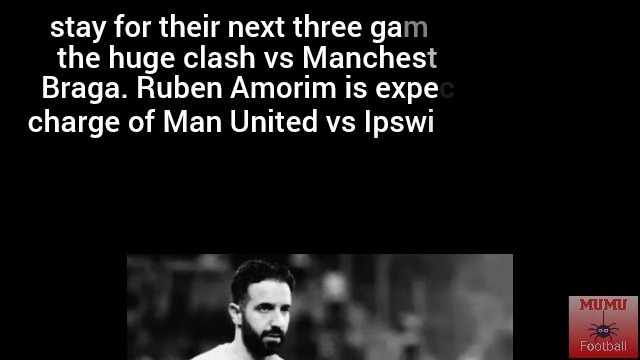 stay for their next three gam
the huge clash vs Manchest
Braga. Ruben Amorim is expec
charge of Man United vs Ipswi
MUMU
Football